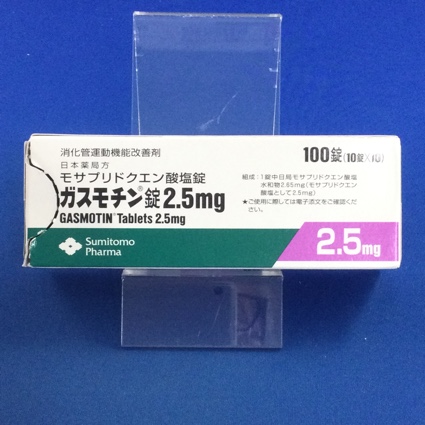 消化管運動機能改善剤
日本薬局方
モサプリドクエン酸塩錠
ガスモチン®錠2.5mg
GASMOTIN® Tablets 2.5mg
Sumitomo
Pharma
100錠(10錠×10)
組成:1錠中日局モサプリドクエン酸塩
水和物2.65mg(モサプリドクエン
酸塩として2.5mg)
★ご使用に際しては電子添文をご確認くだ
さい。
2.5mg